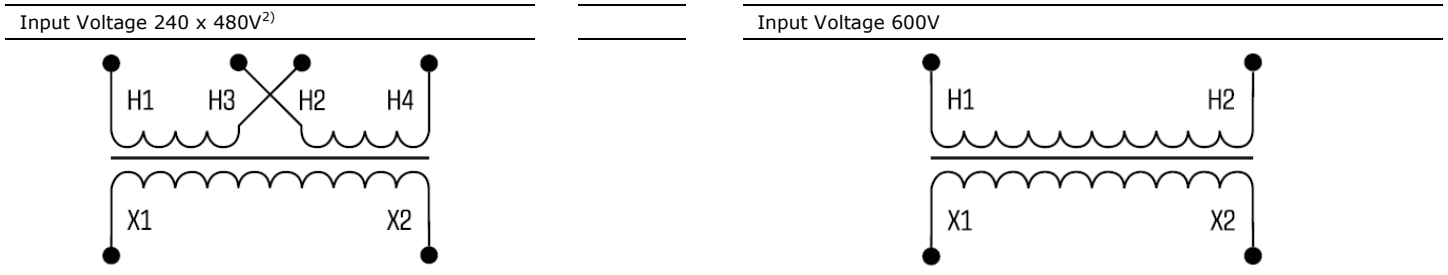 Input Voltage 240 x 480V2)
Input Voltage 600V
H1 H3 H2 H4
X1 X2
H1 H2
X1 X2